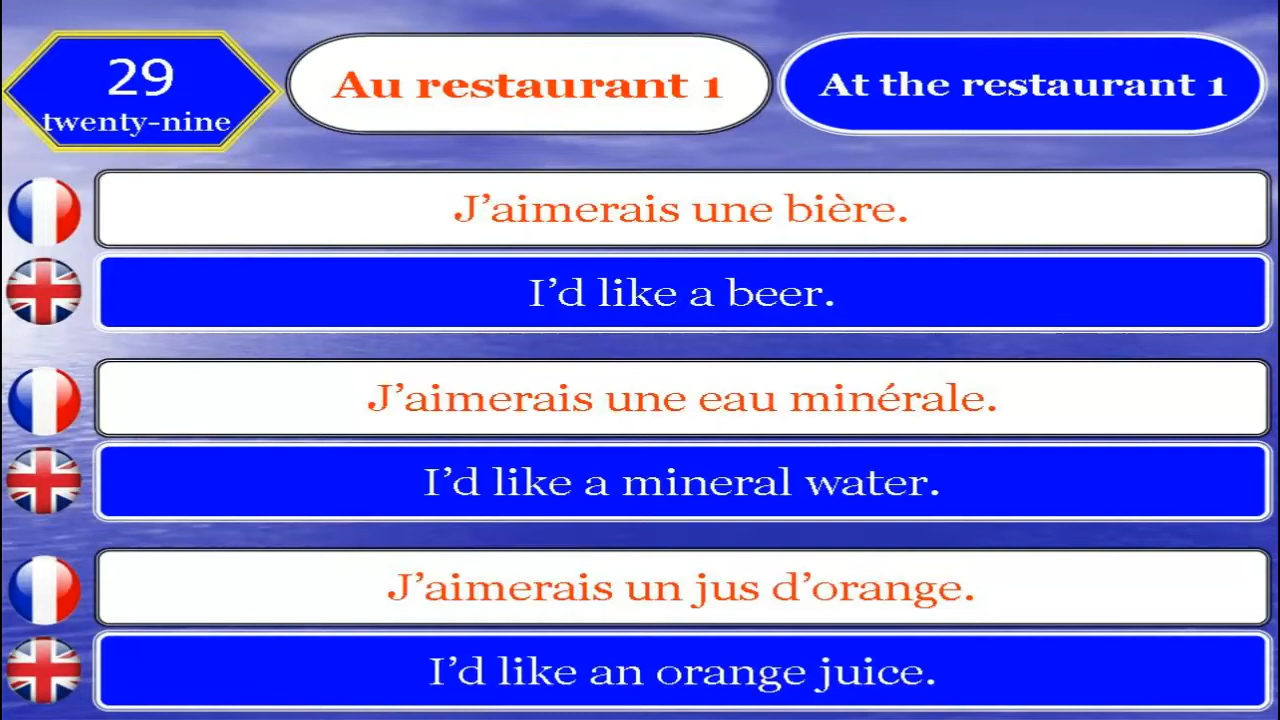 29
twenty-nine
Au restaurant 1
At the restaurant 1
J’aimerais une bière.
I’d like a beer.
J’aimerais une eau minérale.
I’d like a mineral water.
J’aimerais un jus d’orange.
I’d like an orange juice.